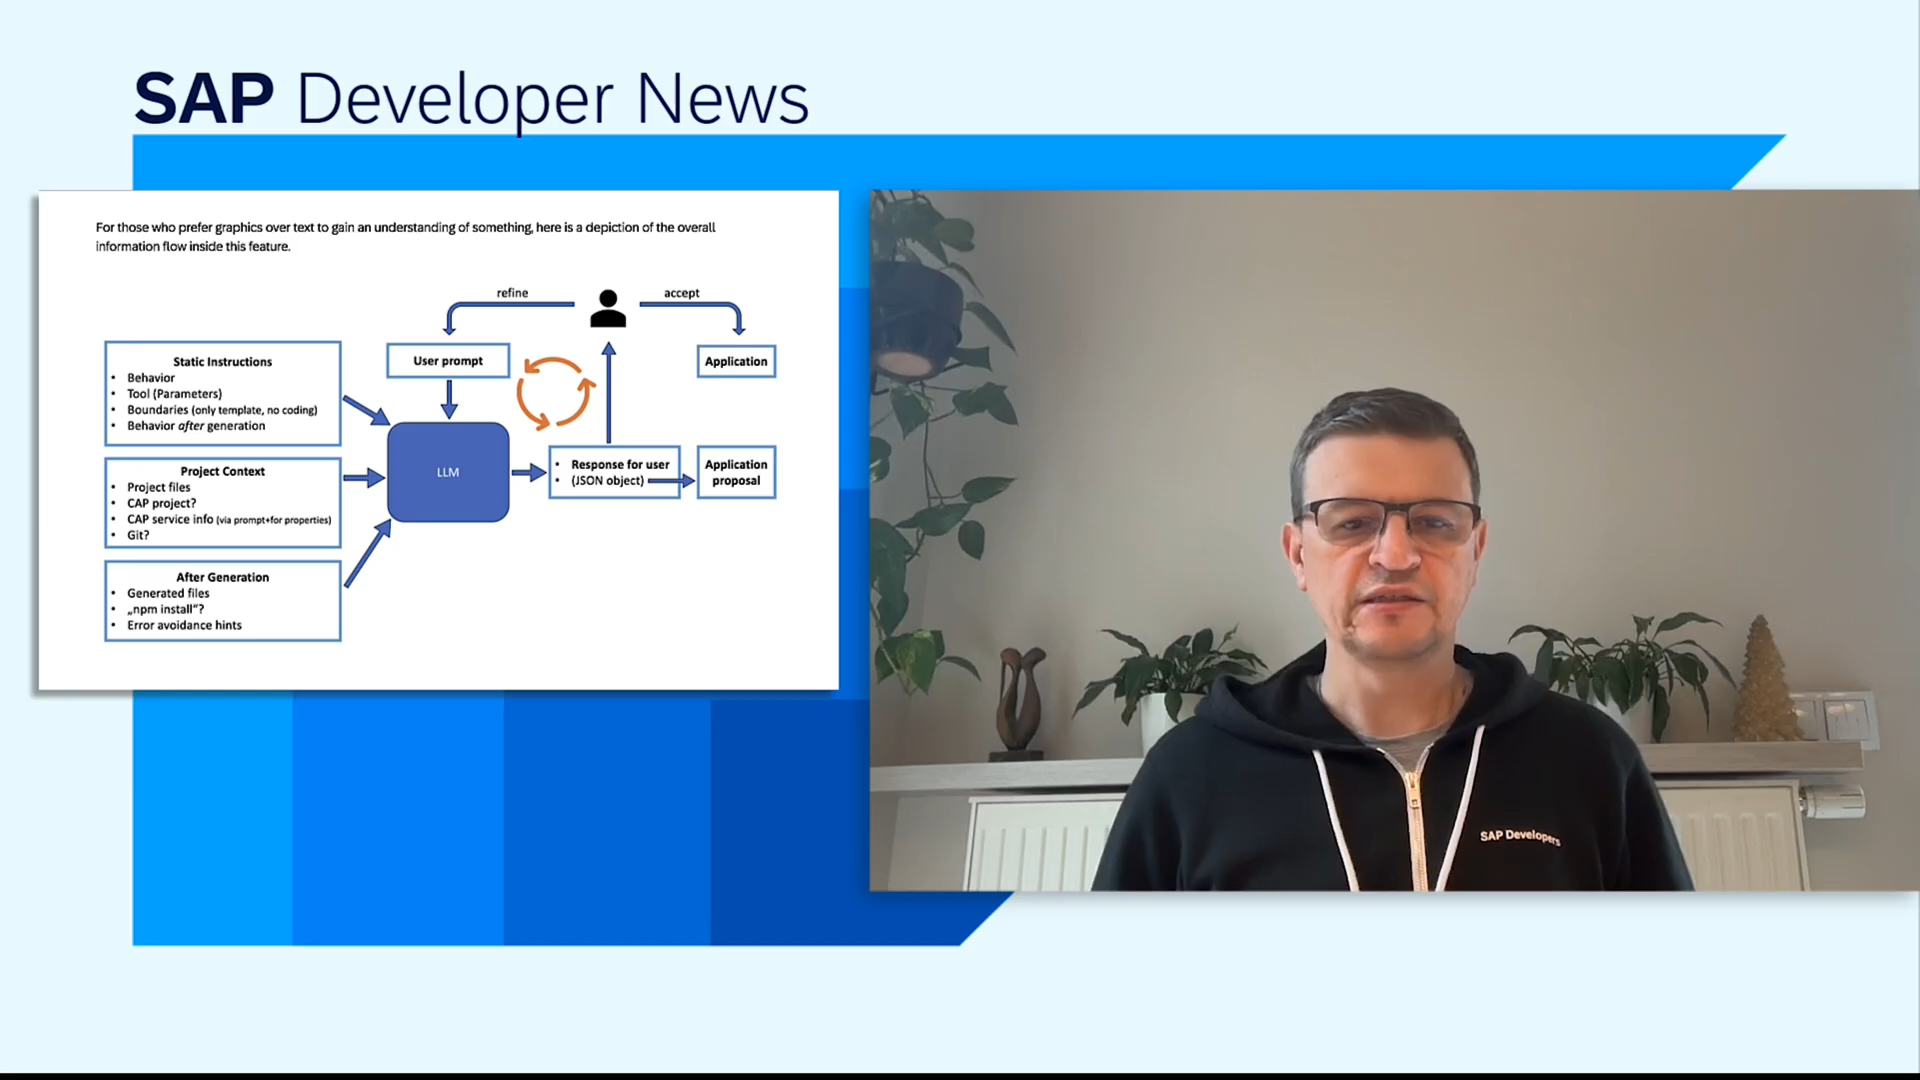 SAP Developer News
For those who prefer graphics over text to gain an understanding of something, here is a depiction of the overall
information flow inside this feature.
refine
accept
Static Instructions
• Behavior
• Tool (Parameters)
• Boundaries (only template, no coding)
• Behavior after generation
User prompt
Application
Project Context
• Project files
• CAP project?
• CAP service info (via prompt+for properties)
• Git?
LLM
• Response for user
• (JSON object)
Application
proposal
After Generation
• Generated files
• „npm install“?
• Error avoidance hints
SAP Developers